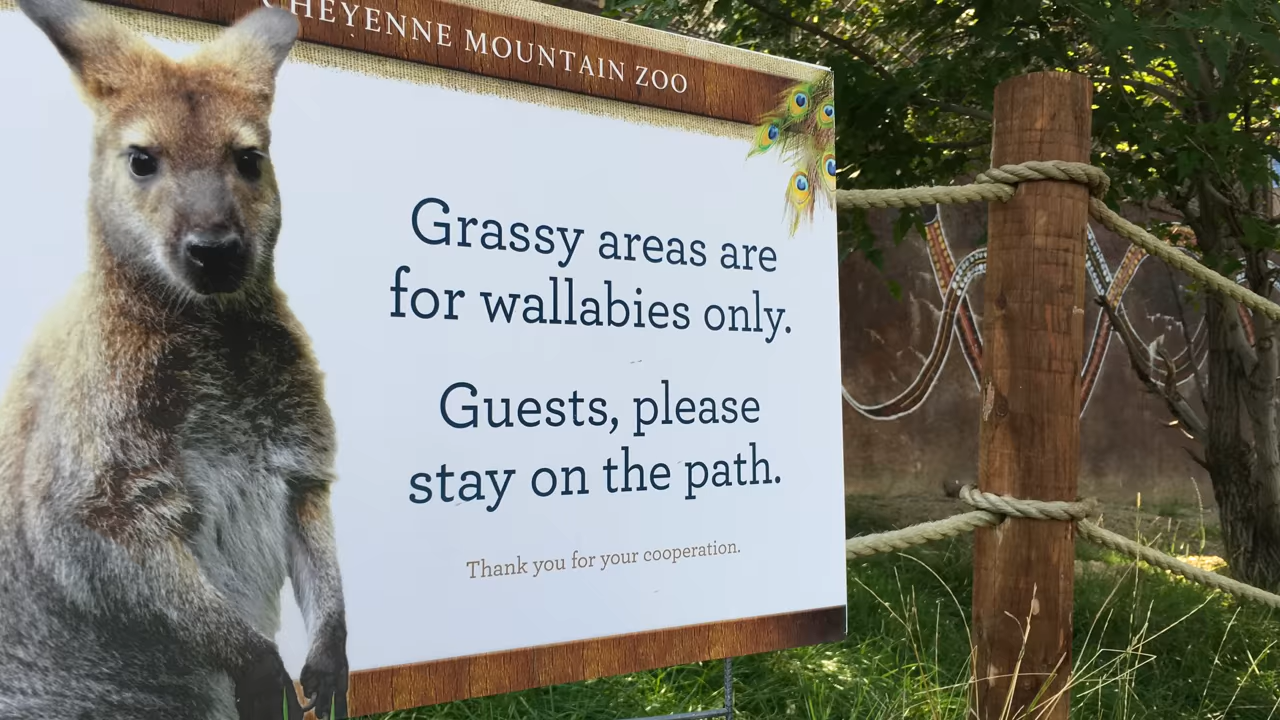 CHEYENNE MOUNTAIN ZOO
Grassy areas are
for wallabies only.
Guests, please
stay on the path.
Thank you for your cooperation.